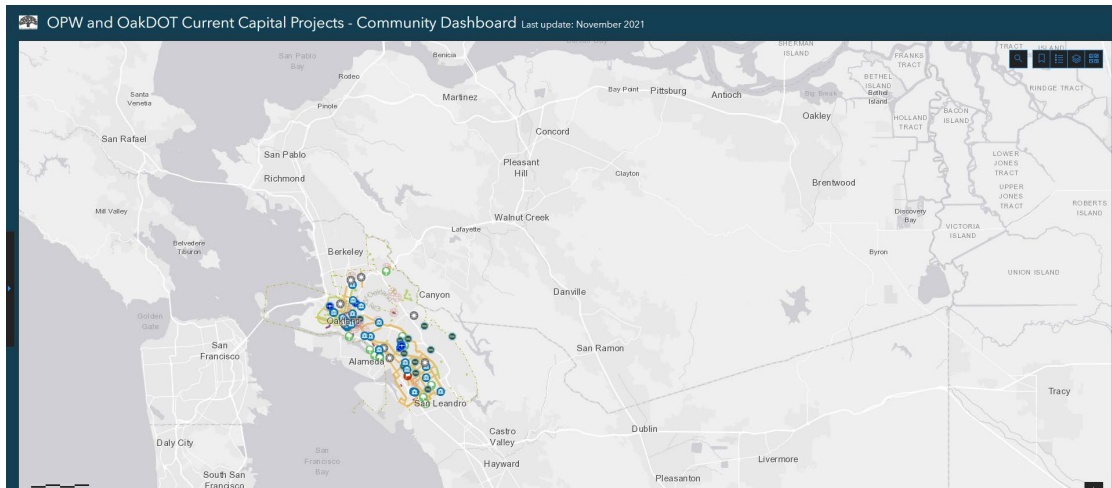 OPW and OakDOT Current Capital Projects - Community Dashboard Last update: November 2021
San Pablo
Bay
Benicia
SHERMAN
ISLAND
FRANKS
TRACT
Rodeo
BETHEL
ISLAND
Bethel
Island
RINDGE TRACT
Santa
Venetia
Pinole
Martinez
Bay Point
Pittsburg
Antioch
Big Break
Oakley
HOLLAND
TRACT
BACON
ISLAND
San Rafael
Concord
San Pablo
Richmond
Pleasant
Hill
Clayton
LOWER
JONES
TRACT
Brentwood
UPPER
JONES
TRACT
ROBERTS
ISLAND
Mill Valley
Walnut Creek
Discovery
Bay
Lafayette
VICTORIA
ISLAND
Belvedere
Tiburon
Berkeley
Byron
UNION ISLAND
Canyon
Danville
Golden
Gate
Oakland
San
Francisco
San Ramon
Alameda
Tracy
San Leandro
Daly City
Castro
Valley
Dublin
San
Francisco
Bay
Livermore
Hayward
South San
Francisco
Pleasanton